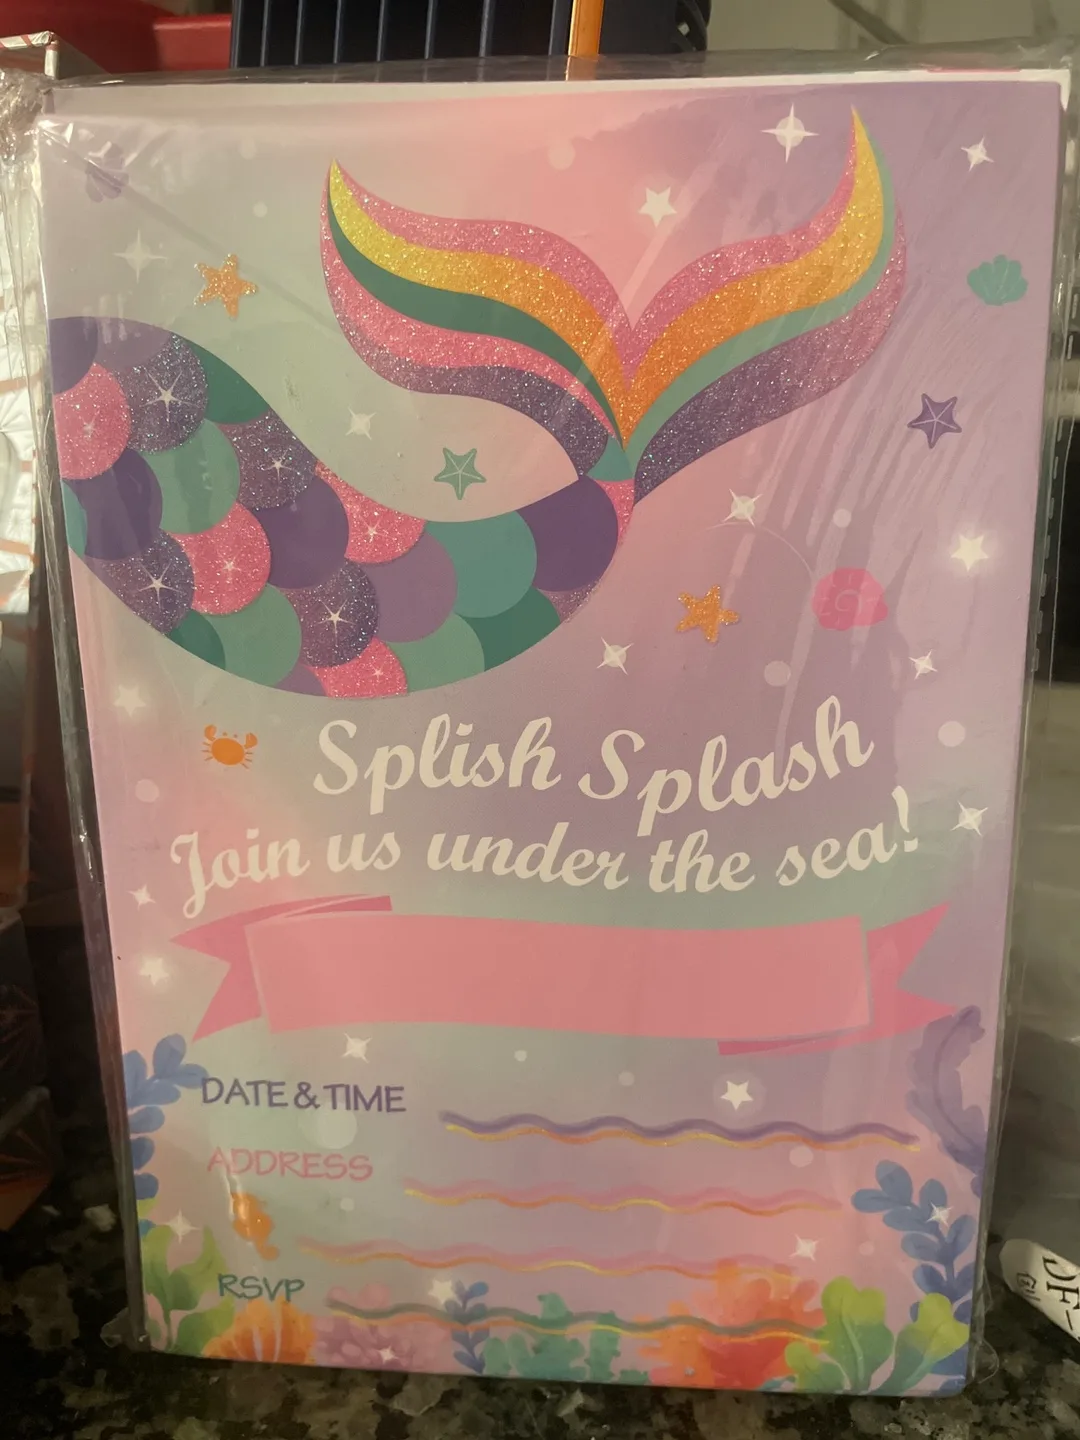 Splish Splash
Join us under the sea!
DATE & TIME
ADDRESS
RSVP